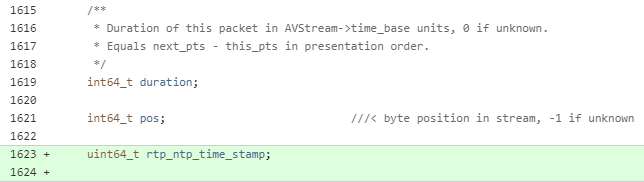 1615 /**
1616 * Duration of this packet in AVStream->time_base units, 0 if unknown.
1617 * Equals next_pts - this_pts in presentation order.
1618 */
1619 int64_t duration;
1620
1621 int64_t pos; ///< byte position in stream, -1 if unknown
1622
1623 + uint64_t rtp_ntp_time_stamp;
1624 +